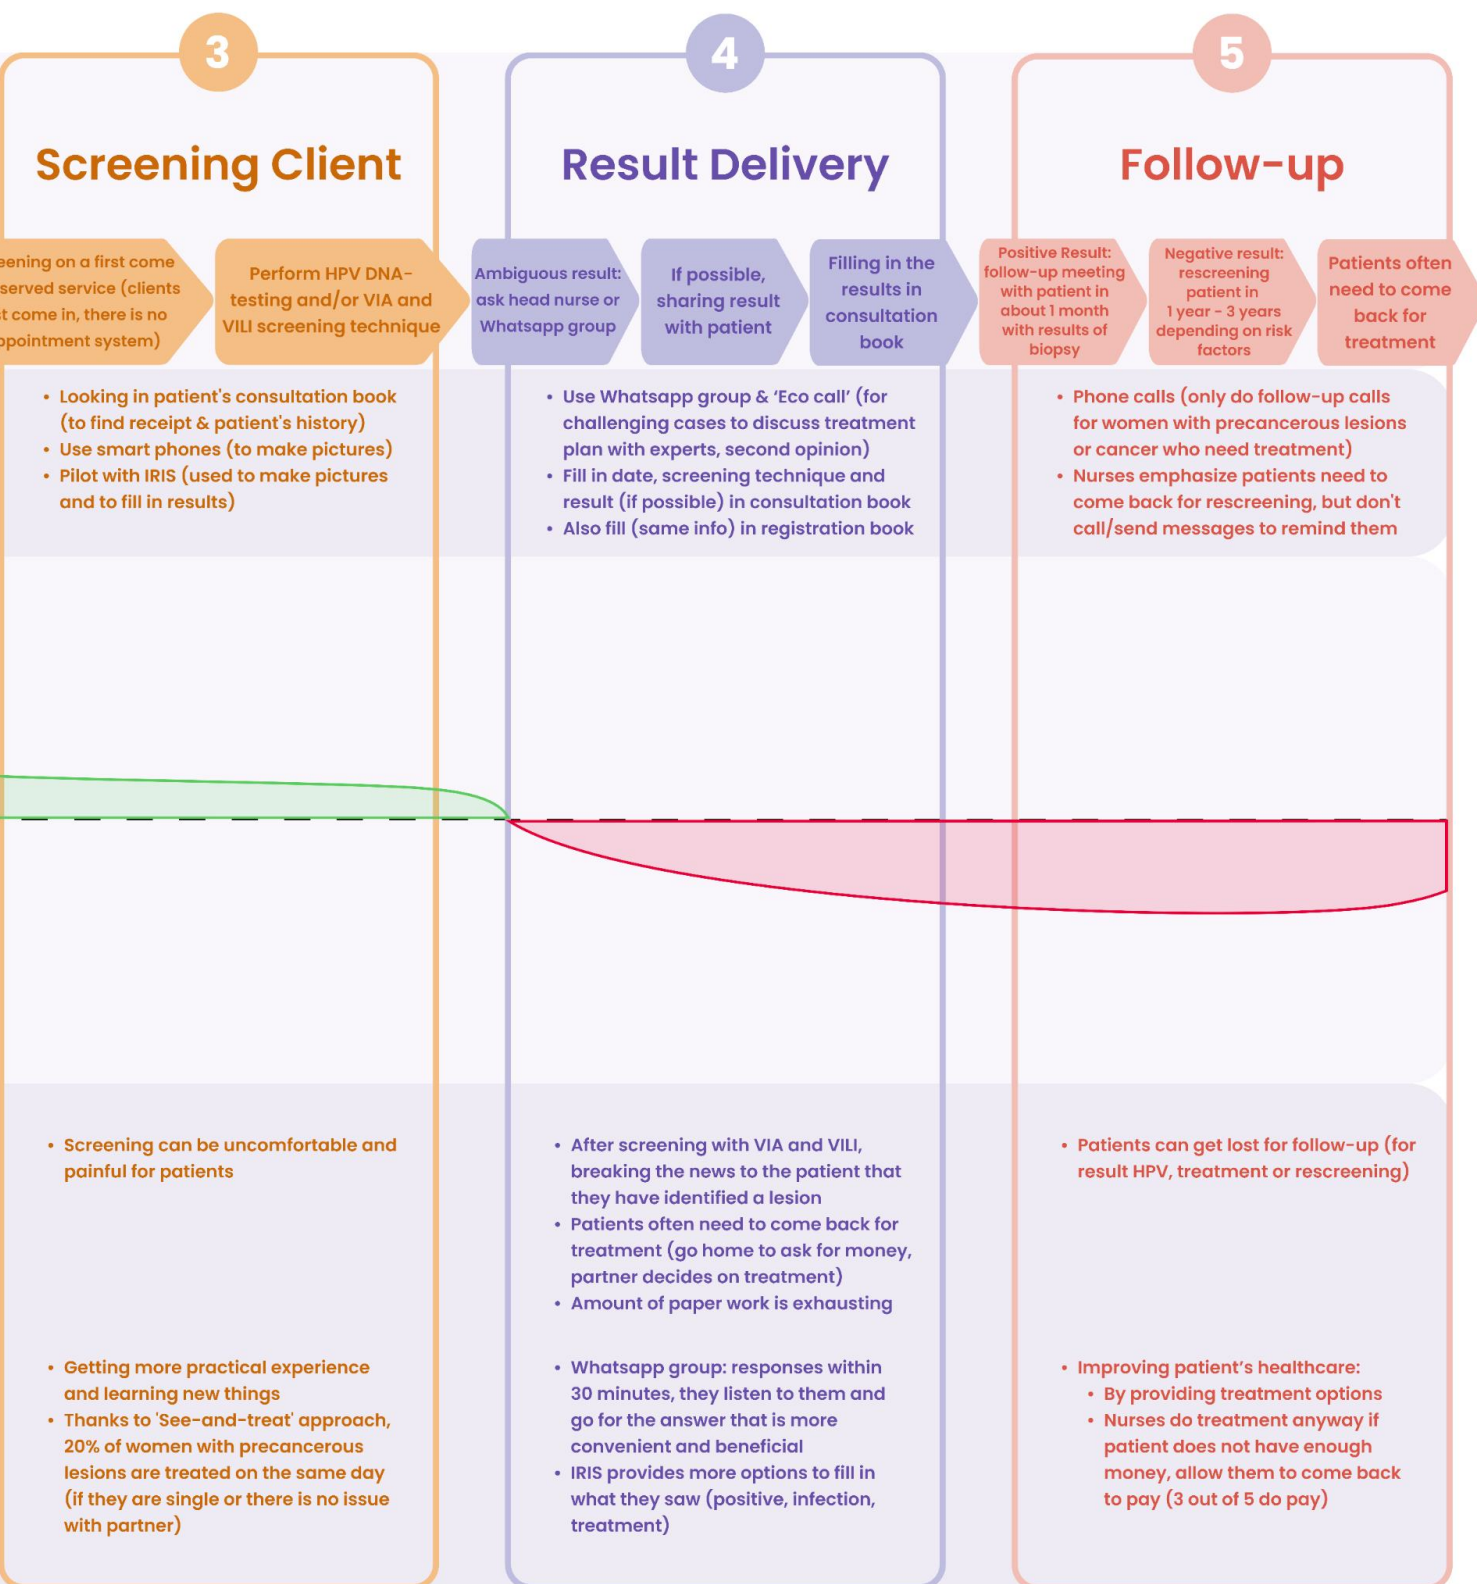 3
Screening Client
4
Result Delivery
5
Follow-up
on a first come
served service (clients
come in, there is no
system)
Perform HPV DNA-
testing and/or VIA and
VILI screening technique
Ambiguous result:
ask head nurse or
Whatsapp group
If possible,
sharing result
with patient
Filling in the
results in
consultation
book
Positive Result:
follow-up meeting
with patient in
about 1 month
with results of
biopsy
Negative result:
rescreening
patient in
1 year - 3 years
depending on risk
factors
Patients often
need to come
back for
treatment
• Looking in patient's consultation book
(to find receipt & patient's history)
• Use smart phones (to make pictures)
• Pilot with IRIS (used to make pictures
and to fill in results)
• Use Whatsapp group & ‘Eco call’ (for
challenging cases to discuss treatment
plan with experts, second opinion)
• Fill in date, screening technique and
result (if possible) in consultation book
• Also fill (same info) in registration book
• Phone calls (only do follow-up calls
for women with precancerous lesions
or cancer who need treatment)
• Nurses emphasize patients need to
come back for rescreening, but don't
call/send messages to remind them
• Screening can be uncomfortable and
painful for patients
• After screening with VIA and VILI,
breaking the news to the patient that
they have identified a lesion
• Patients often need to come back for
treatment (go home to ask for money,
partner decides on treatment)
• Amount of paper work is exhausting
• Patients can get lost for follow-up (for
result HPV, treatment or rescreening)
• Getting more practical experience
and learning new things
• Thanks to 'See-and-treat' approach,
20% of women with precancerous
lesions are treated on the same day
(if they are single or there is no issue
with partner)
• Whatsapp group: responses within
30 minutes, they listen to them and
go for the answer that is more
convenient and beneficial
• IRIS provides more options to fill in
what they saw (positive, infection,
treatment)
• Improving patient’s healthcare:
• By providing treatment options
• Nurses do treatment anyway if
patient does not have enough
money, allow them to come back
to pay (3 out of 5 do pay)